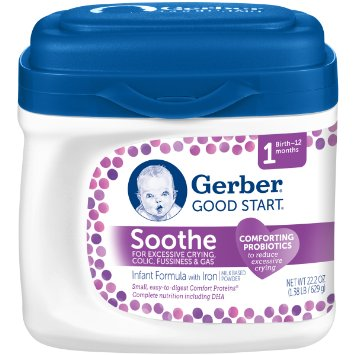 Gerber
1 Birth–12
months
Gerber®
GOOD START®
Soothe
FOR EXCESSIVE CRYING,
COLIC, FUSSINESS & GAS
COMFORTING
PROBIOTICS
to reduce
excessive
crying
Infant Formula with Iron
MILK BASED
POWDER
Small, easy-to-digest Comfort Proteins®
Complete nutrition including DHA
NET WT 22.2 OZ
(1.38 LB) 629 g